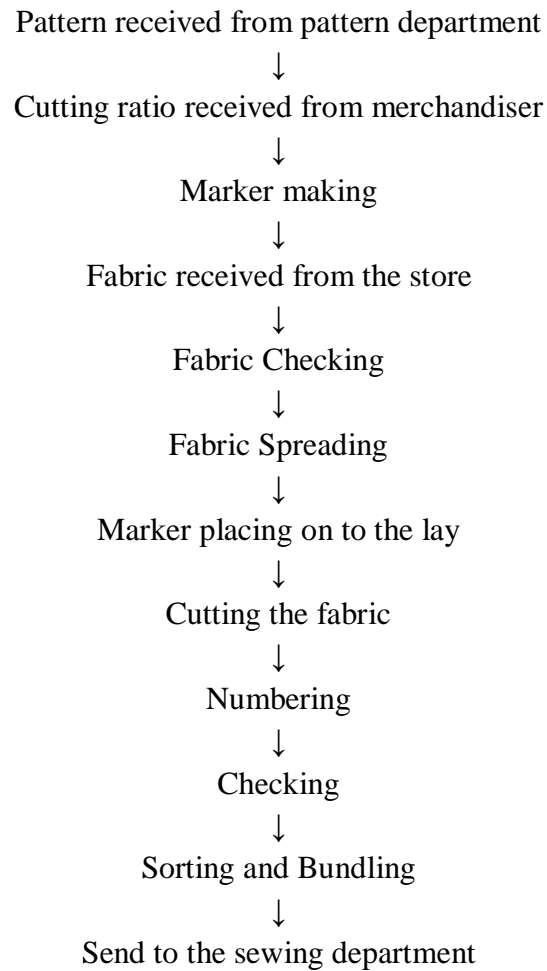 Pattern received from pattern department
↓
Cutting ratio received from merchandiser
↓
Marker making
↓
Fabric received from the store
↓
Fabric Checking
↓
Fabric Spreading
↓
Marker placing on to the lay
↓
Cutting the fabric
↓
Numbering
↓
Checking
↓
Sorting and Bundling
↓
Send to the sewing department